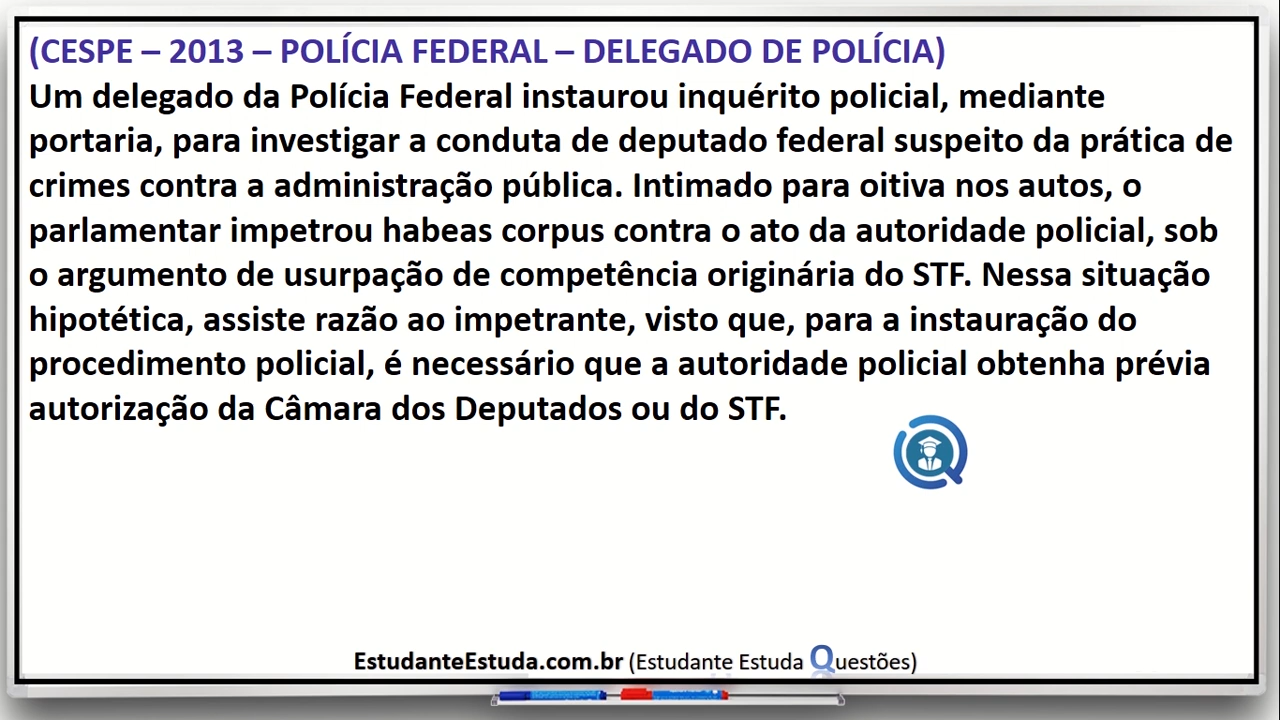 (CESPE – 2013 – POLÍCIA FEDERAL – DELEGADO DE POLÍCIA)
Um delegado da Polícia Federal instaurou inquérito policial, mediante
portaria, para investigar a conduta de deputado federal suspeito da prática de
crimes contra a administração pública. Intimado para oitiva nos autos, o
parlamentar impetrou habeas corpus contra o ato da autoridade policial, sob
o argumento de usurpação de competência originária do STF. Nessa situação
hipotética, assiste razão ao impetrante, visto que, para a instauração do
procedimento policial, é necessário que a autoridade policial obtenha prévia
autorização da Câmara dos Deputados ou do STF.
EstudanteEstuda.com.br (Estudante Estuda Questões)